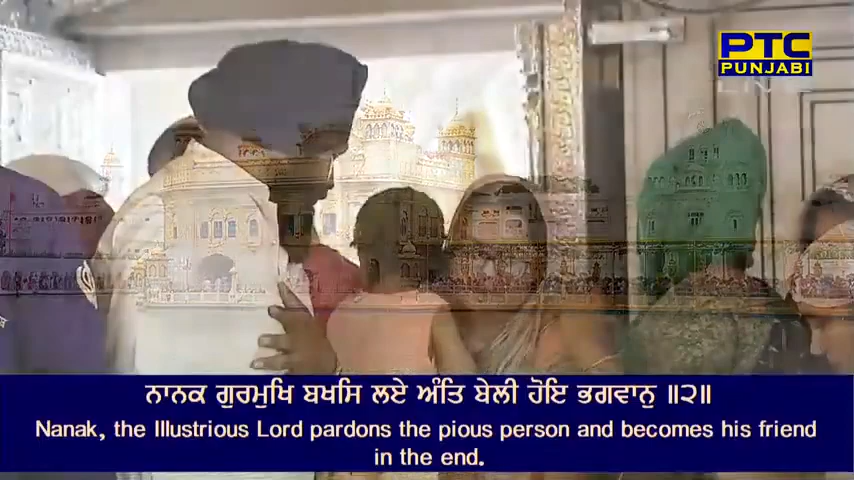 PTC
PUNJABI
LIVE
ਨਾਨਕ ਗੁਰਮੁਖਿ ਬਖਸਿ ਲਏ ਅੰਤਿ ਬੇਲੀ ਹੋਇ ਭਗਵਾਨੁ ॥੨॥
Nanak, the Illustrious Lord pardons the pious person and becomes his friend
in the end.